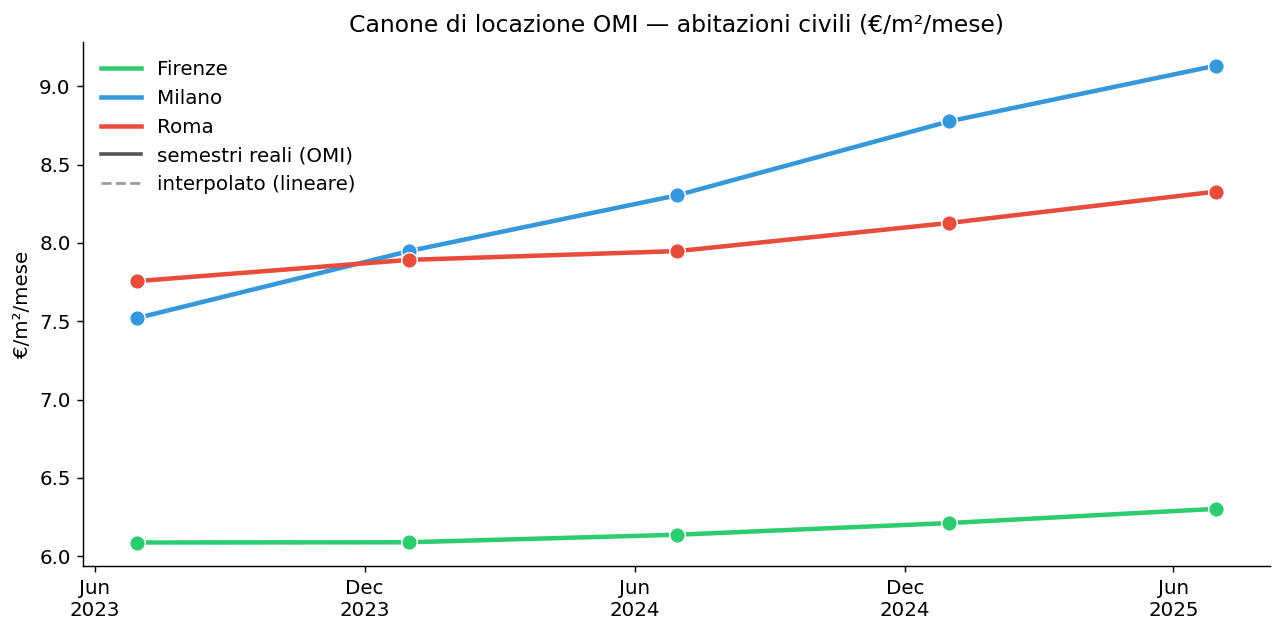 Canone di locazione OMI — abitazioni civili (€/m²/mese)
Firenze
Milano
Roma
semestri reali (OMI)
interpolato (lineare)
€/m²/mese
9.0
8.5
8.0
7.5
7.0
6.5
6.0
Jun
2023
Dec
2023
Jun
2024
Dec
2024
Jun
2025